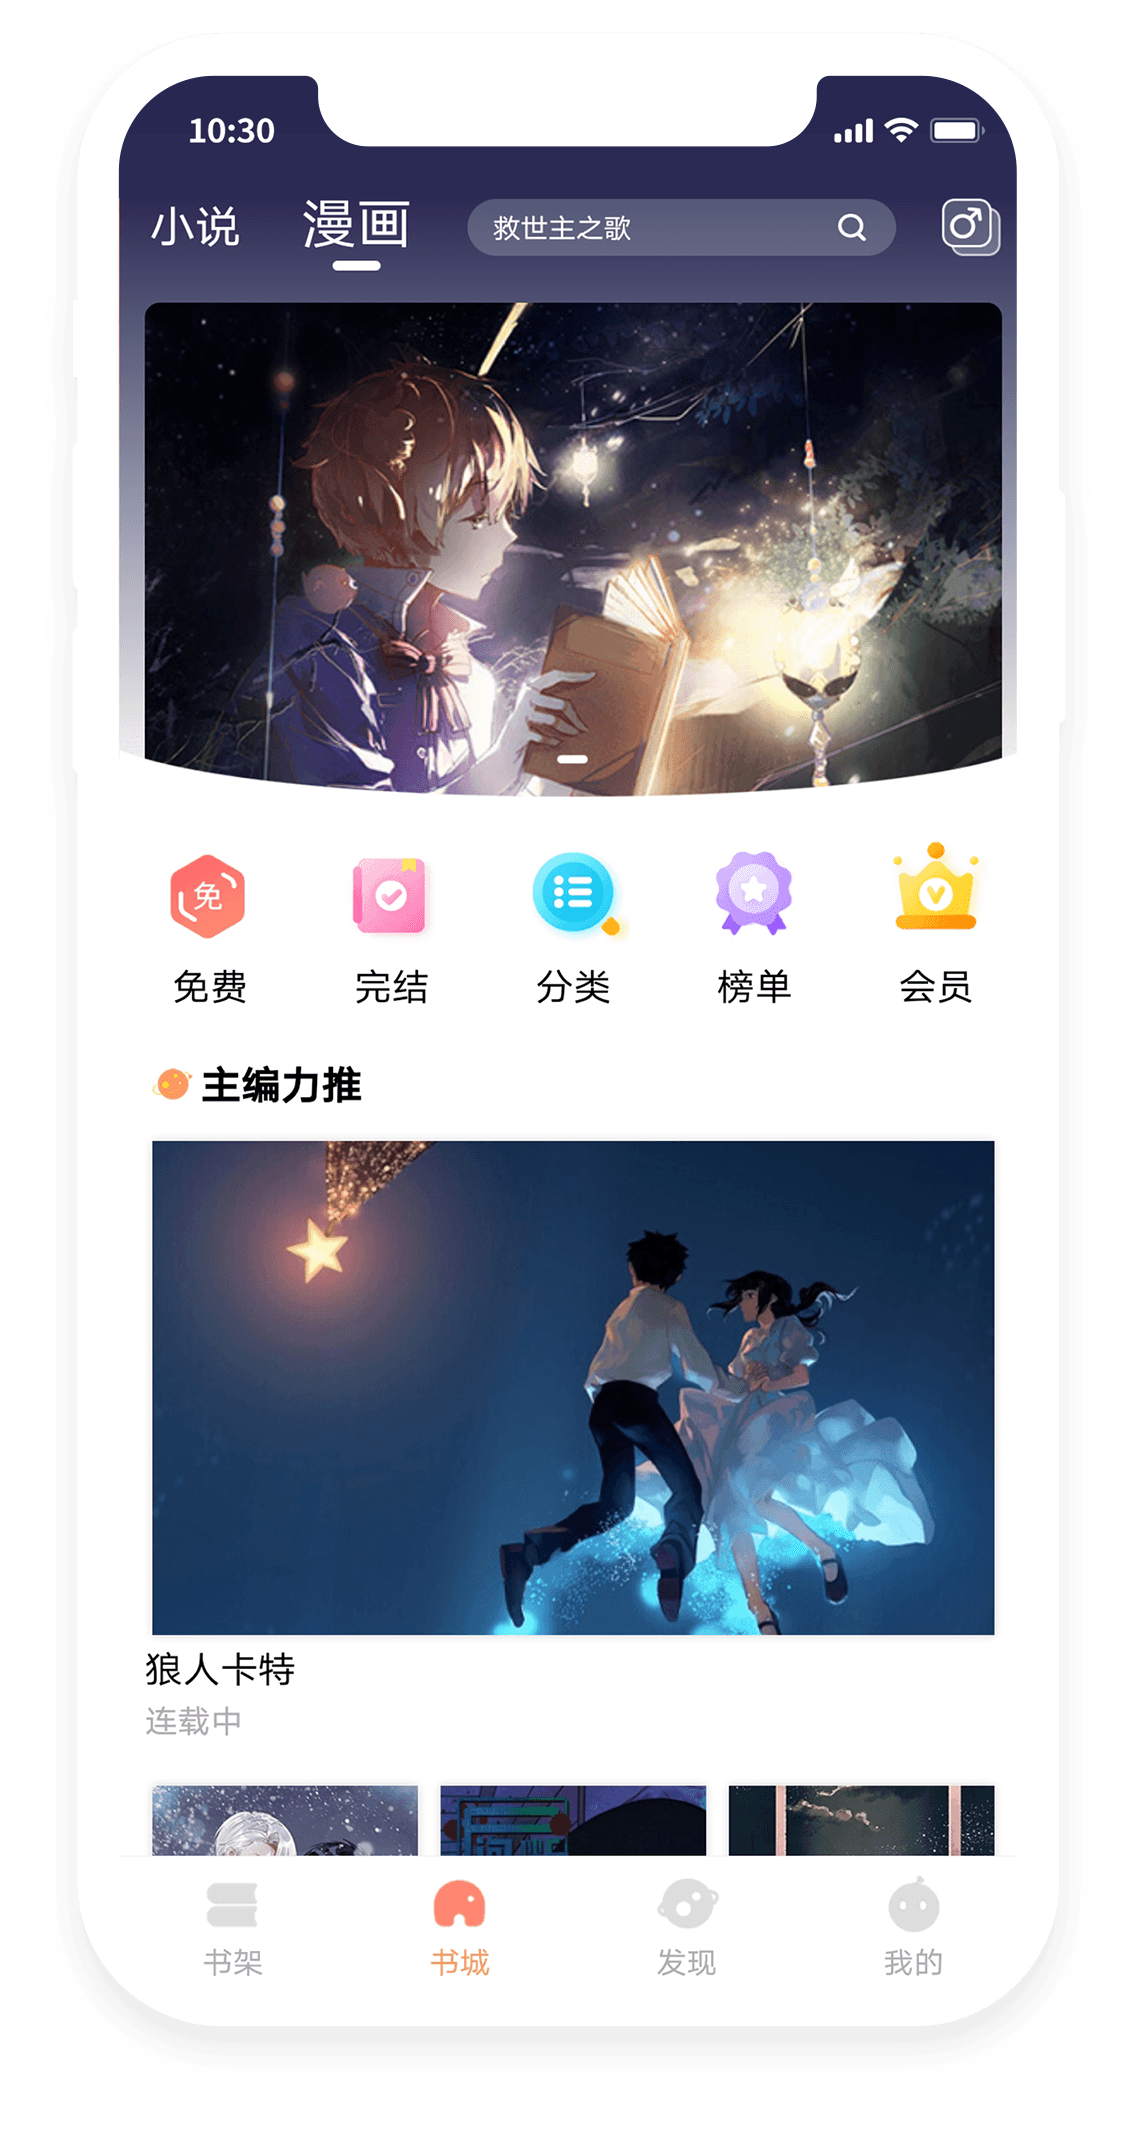 10:30
小说 漫画 救世主之歌
免
免费 完结 分类 榜单 会员
主编力推
狼人卡特
连载中
书架 书城 发现 我的